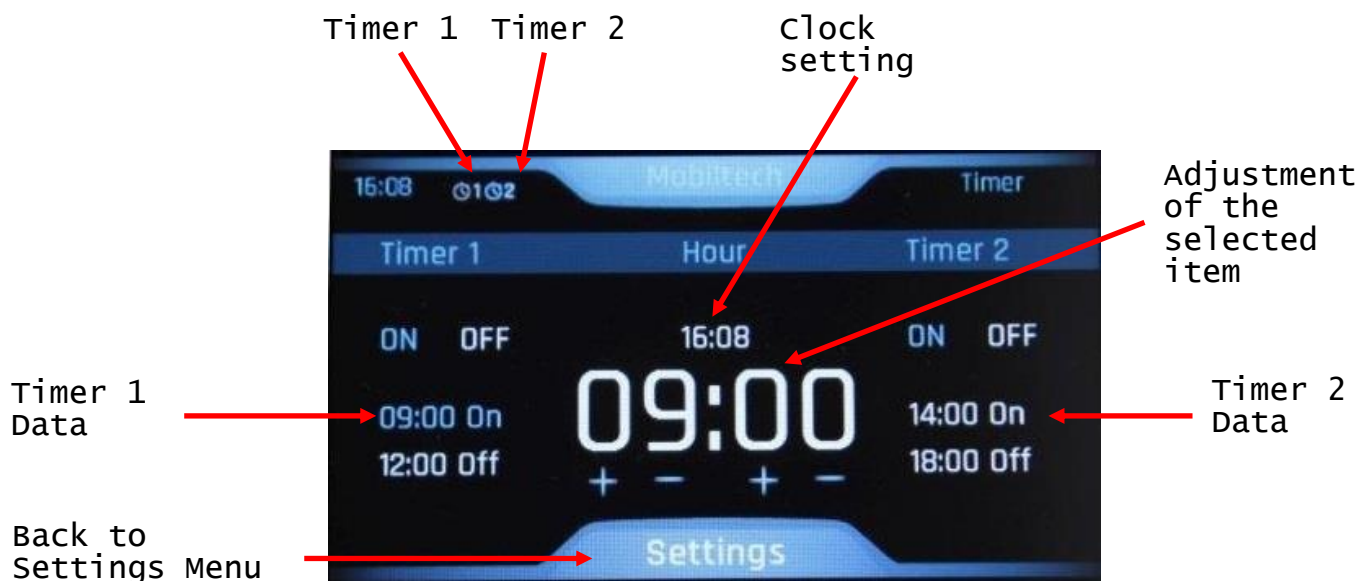 Timer 1 Timer 2
Clock
setting
16:08 1 2 Mobiltech Timer
Adjustment
of the
selected
item
Timer 1 Hour Timer 2
ON OFF 16:08 ON OFF
Timer 1
Data
09:00 On 09:00 14:00 On
12:00 Off + - + - 18:00 Off
Timer 2
Data
Back to
Settings Menu
Settings